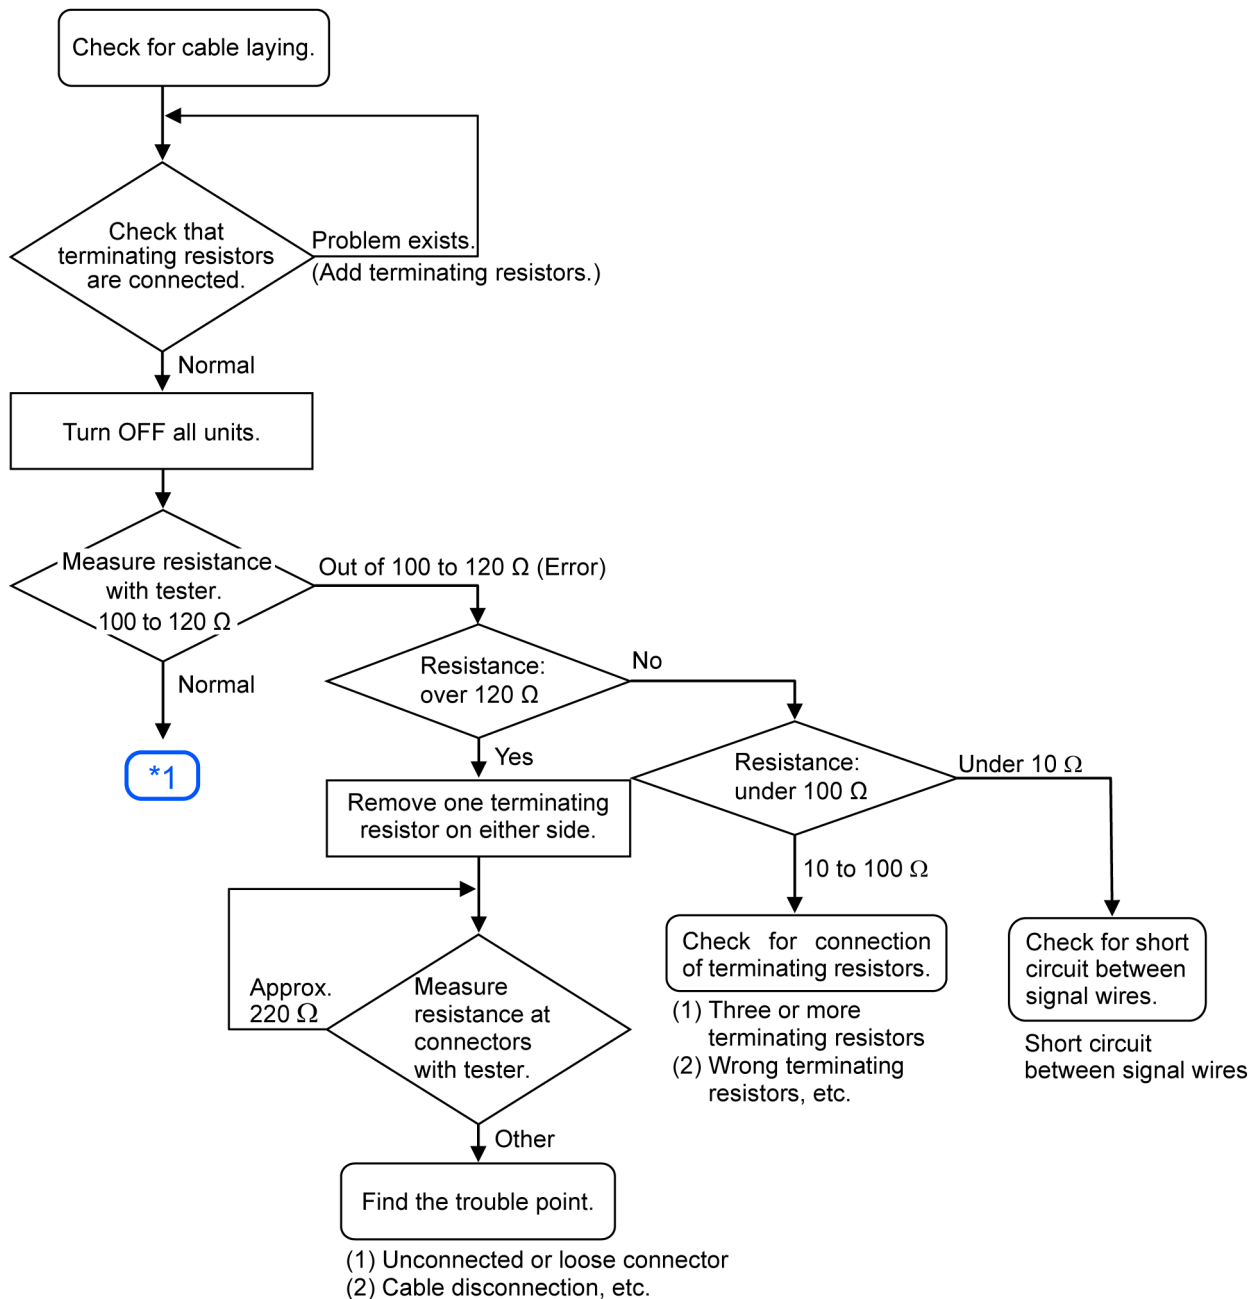 Check for cable laying.
Check that
terminating resistors
are connected.
Problem exists.
(Add terminating resistors.)
Normal
Turn OFF all units.
Measure resistance
with tester.
100 to 120 Ω
Out of 100 to 120 Ω (Error)
Normal
*1
Resistance:
over 120 Ω
No
Yes
Resistance:
under 100 Ω
Under 10 Ω
Remove one terminating
resistor on either side.
10 to 100 Ω
Check for connection
of terminating resistors.
(1) Three or more
terminating resistors
(2) Wrong terminating
resistors, etc.
Check for short
circuit between
signal wires.
Short circuit
between signal wires
Approx.
220 Ω
Measure
resistance at
connectors
with tester.
Other
Find the trouble point.
(1) Unconnected or loose connector
(2) Cable disconnection, etc.